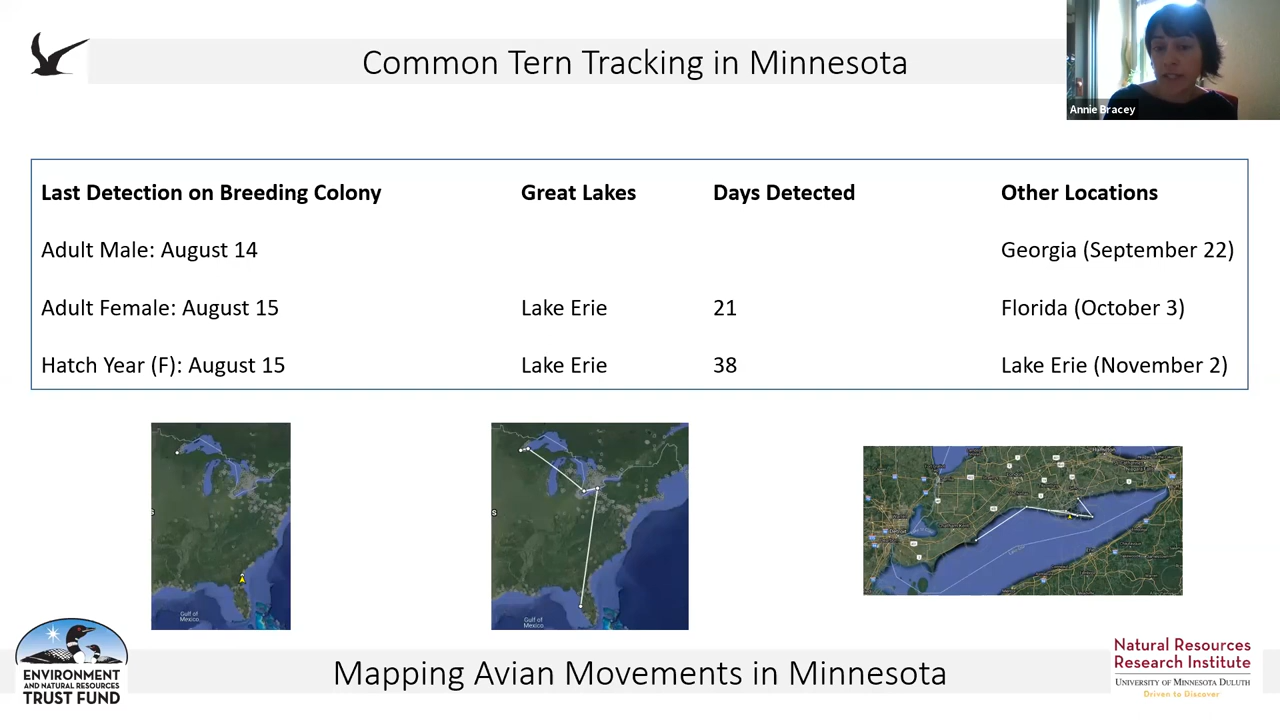 Common Tern Tracking in Minnesota
Annie Bracey
Last Detection on Breeding Colony Great Lakes Days Detected Other Locations
Adult Male: August 14 Georgia (September 22)
Adult Female: August 15 Lake Erie 21 Florida (October 3)
Hatch Year (F): August 15 Lake Erie 38 Lake Erie (November 2)
S
Gulf of
Mexico
S
Gulf of
Mexico
Detroit
ENVIRONMENT
AND NATURAL RESOURCES
TRUST FUND
Mapping Avian Movements in Minnesota
Natural Resources
Research Institute
UNIVERSITY OF MINNESOTA DULUTH
Driven to Discover